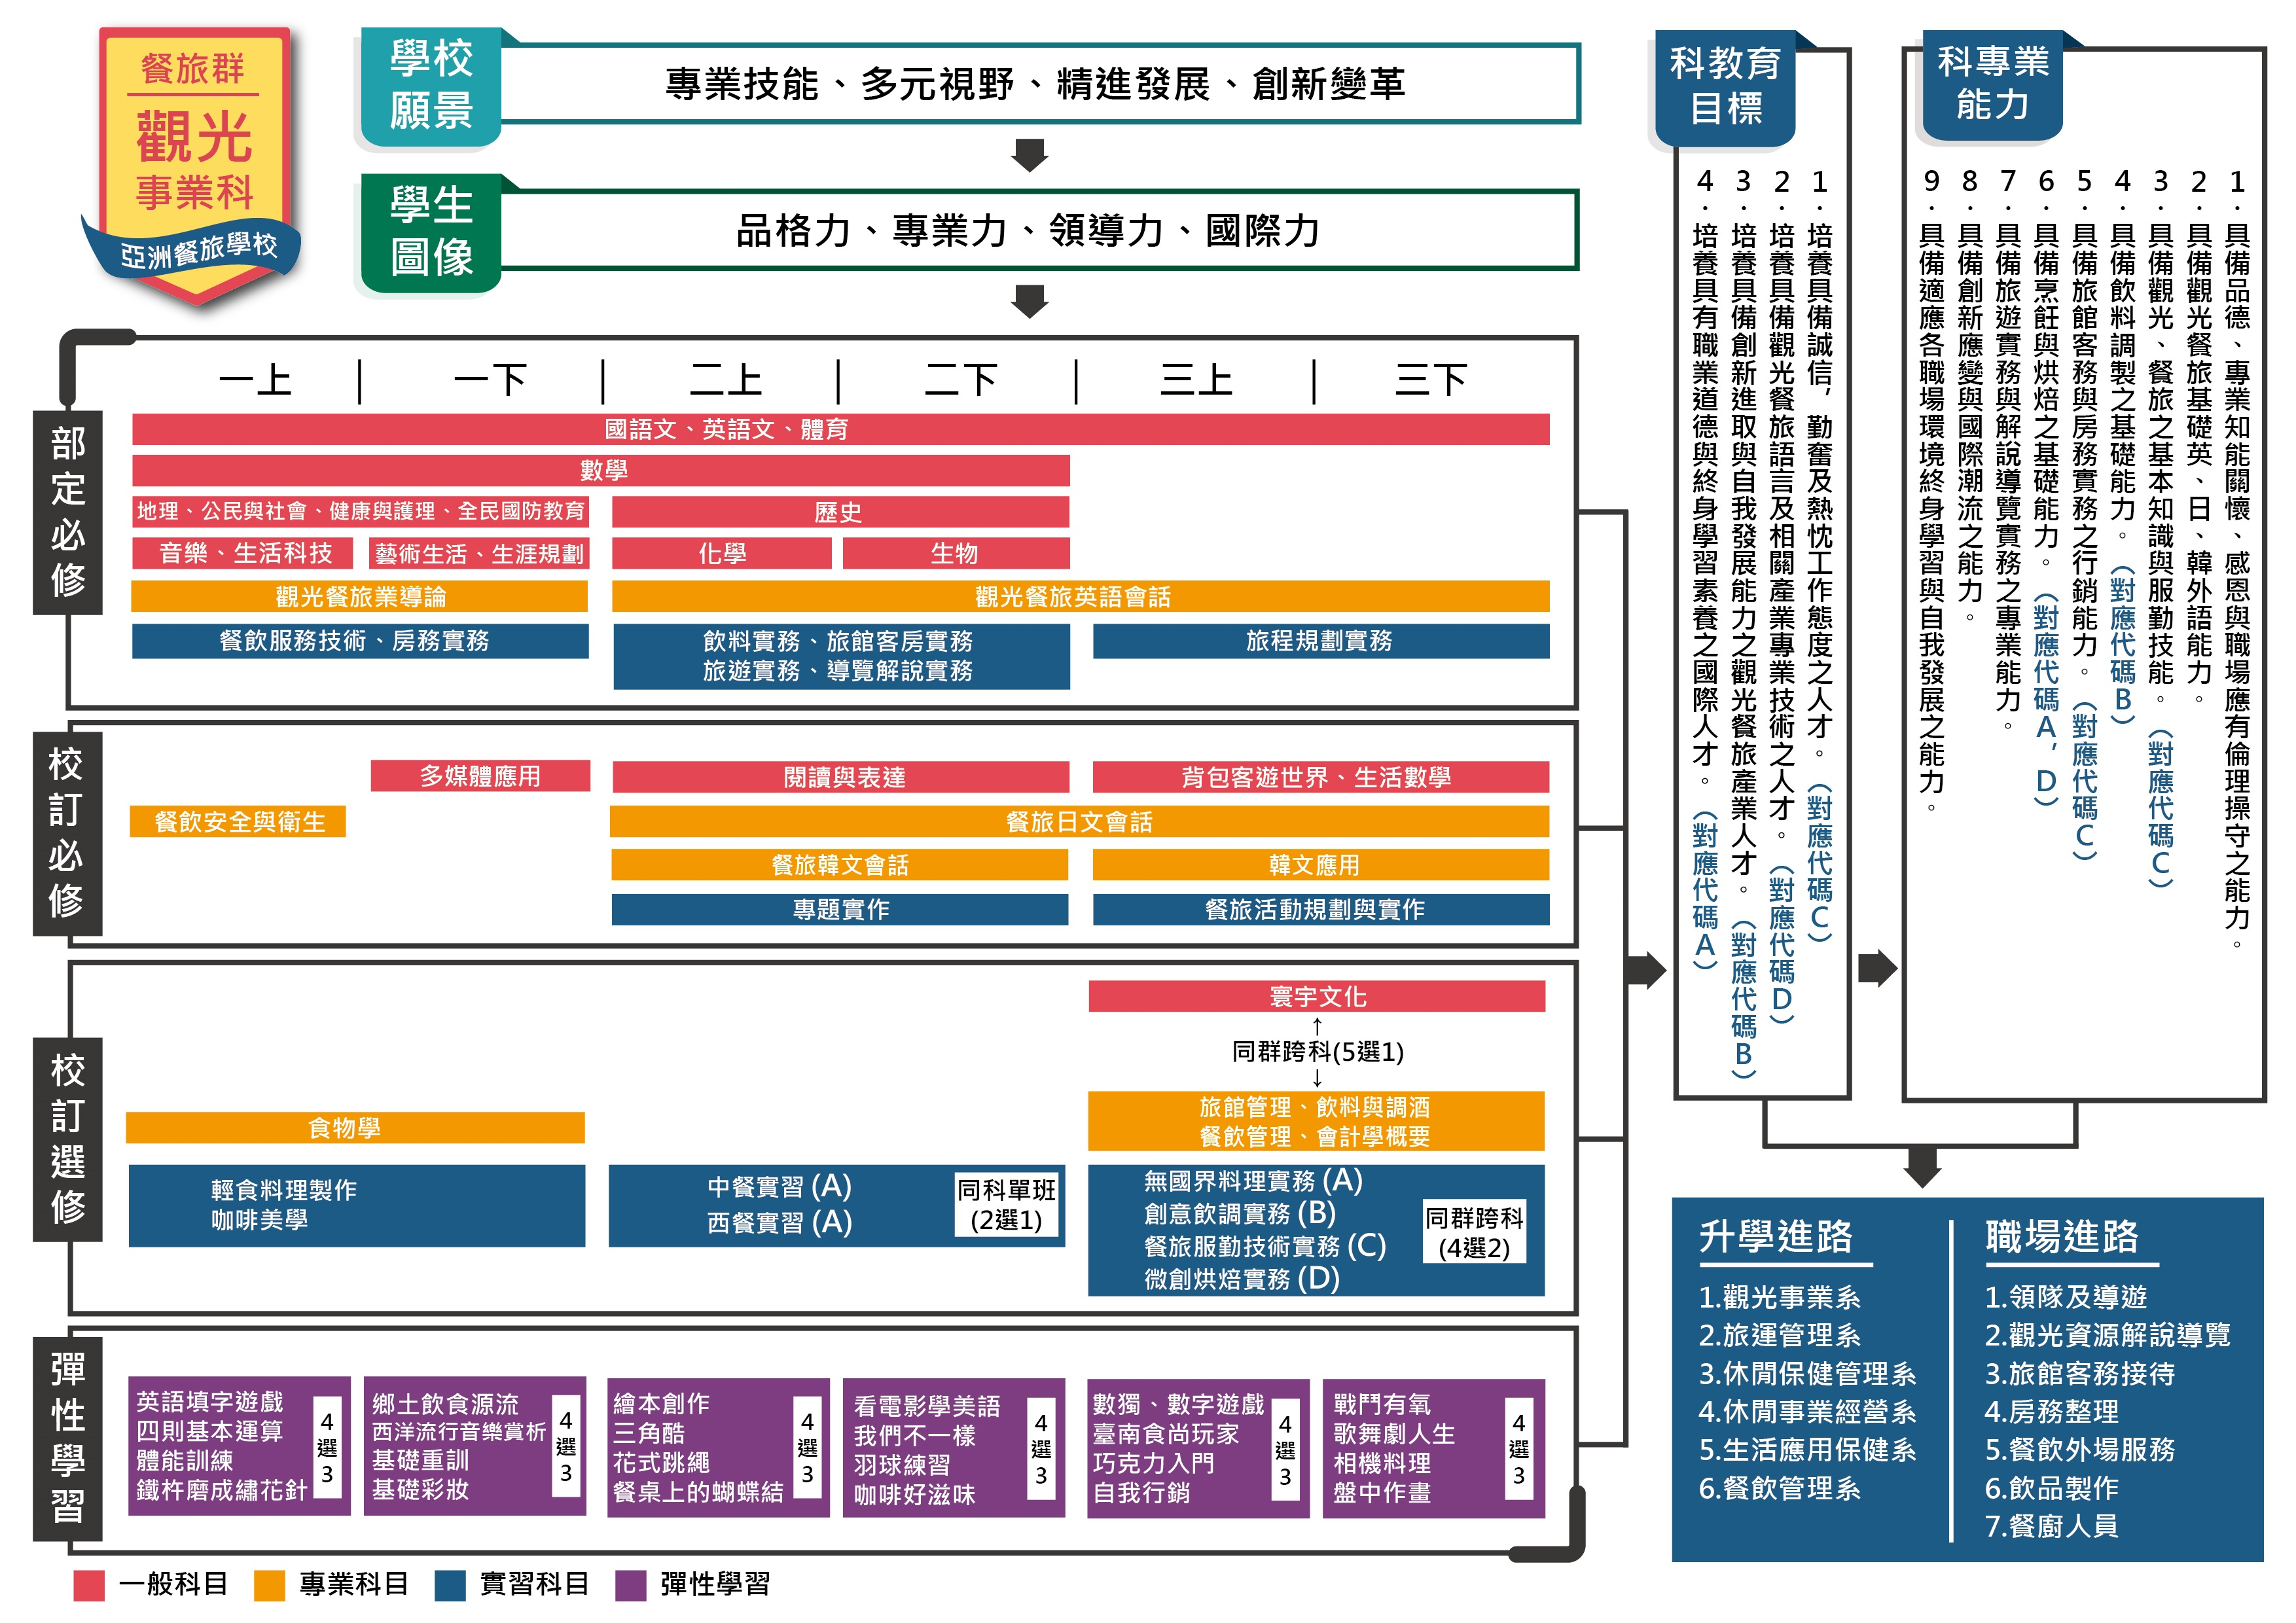 餐旅群
觀光
事業科
亞洲餐旅學校
學校
願景
專業技能、多元視野、精進發展、創新變革
學生
圖像
品格力、專業力、領導力、國際力
一上 | 一下 | 二上 | 二下 | 三上 | 三下
部定必修
國語文、英語文、體育
數學
地理、公民與社會、健康與護理、全民國防教育
歷史
音樂、生活科技
藝術生活、生涯規劃
化學
生物
觀光餐旅業導論
觀光餐旅英語會話
餐飲服務技術、房務實務
飲料實務、旅館客房實務
旅遊實務、導覽解說實務
旅程規劃實務
校訂必修
多媒體應用
閱讀與表達
背包客遊世界、生活數學
餐飲安全與衛生
餐旅日文會話
餐旅韓文會話
韓文應用
專題實作
餐旅活動規劃與實作
校訂選修
寰宇文化
↑
同群跨科(5選1)
↓
食物學
旅館管理、飲料與調酒
餐飲管理、會計學概要
輕食料理製作
咖啡美學
中餐實習(A)
西餐實習(A)
同科單班
(2選1)
無國界料理實務(A)
創意飲調實務(B)
餐旅服勤技術實務(C)
微創烘焙實務(D)
同群跨科
(4選2)
彈性學習
英語填字遊戲
四則基本運算
體能訓練
鐵杵磨成繡花針
4選3
鄉土飲食源流
西洋流行音樂賞析
基礎重訓
基礎彩妝
4選3
繪本創作
三角酷
花式跳繩
餐桌上的蝴蝶結
4選3
看電影學美語
我們不一樣
羽球練習
咖啡好滋味
4選3
數獨、數字遊戲
臺南食尚玩家
巧克力入門
自我行銷
4選3
戰鬥有氧
歌舞劇人生
相機料理
盤中作畫
4選3
一般科目
專業科目
實習科目
彈性學習
科教育
目標
1.培養具備誠信,勤奮及熱忱工作態度之人才。(對應代碼C)
2.培養具備觀光餐旅語言及相關產業專業技術之人才。(對應代碼D)
3.培養具備創新進取與自我發展能力之觀光餐旅產業人才。(對應代碼B)
4.培養具有職業道德與終身學習素養之國際人才。(對應代碼A)
科專業
能力
1.具備品德、專業知能關懷、感恩與職場應有倫理操守之能力。
2.具備觀光餐旅基礎英、日、韓外語能力。
3.具備觀光、餐旅之基本知識與服勤技能。(對應代碼C)
4.具備飲料調製之基礎能力。(對應代碼B)
5.具備旅館客務與房務實務之行銷能力。(對應代碼C)
6.具備烹飪與烘焙之基礎能力。(對應代碼A,D)
7.具備旅遊實務與解說導覽實務之專業能力。
8.具備創新應變與國際潮流之能力。
9.具備適應各職場環境終身學習與自我發展之能力。
升學進路
1.觀光事業系
2.旅運管理系
3.休閒保健管理系
4.休閒事業經營系
5.生活應用保健系
6.餐飲管理系
職場進路
1.領隊及導遊
2.觀光資源解說導覽
3.旅館客務接待
4.房務整理
5.餐飲外場服務
6.飲品製作
7.餐廚人員